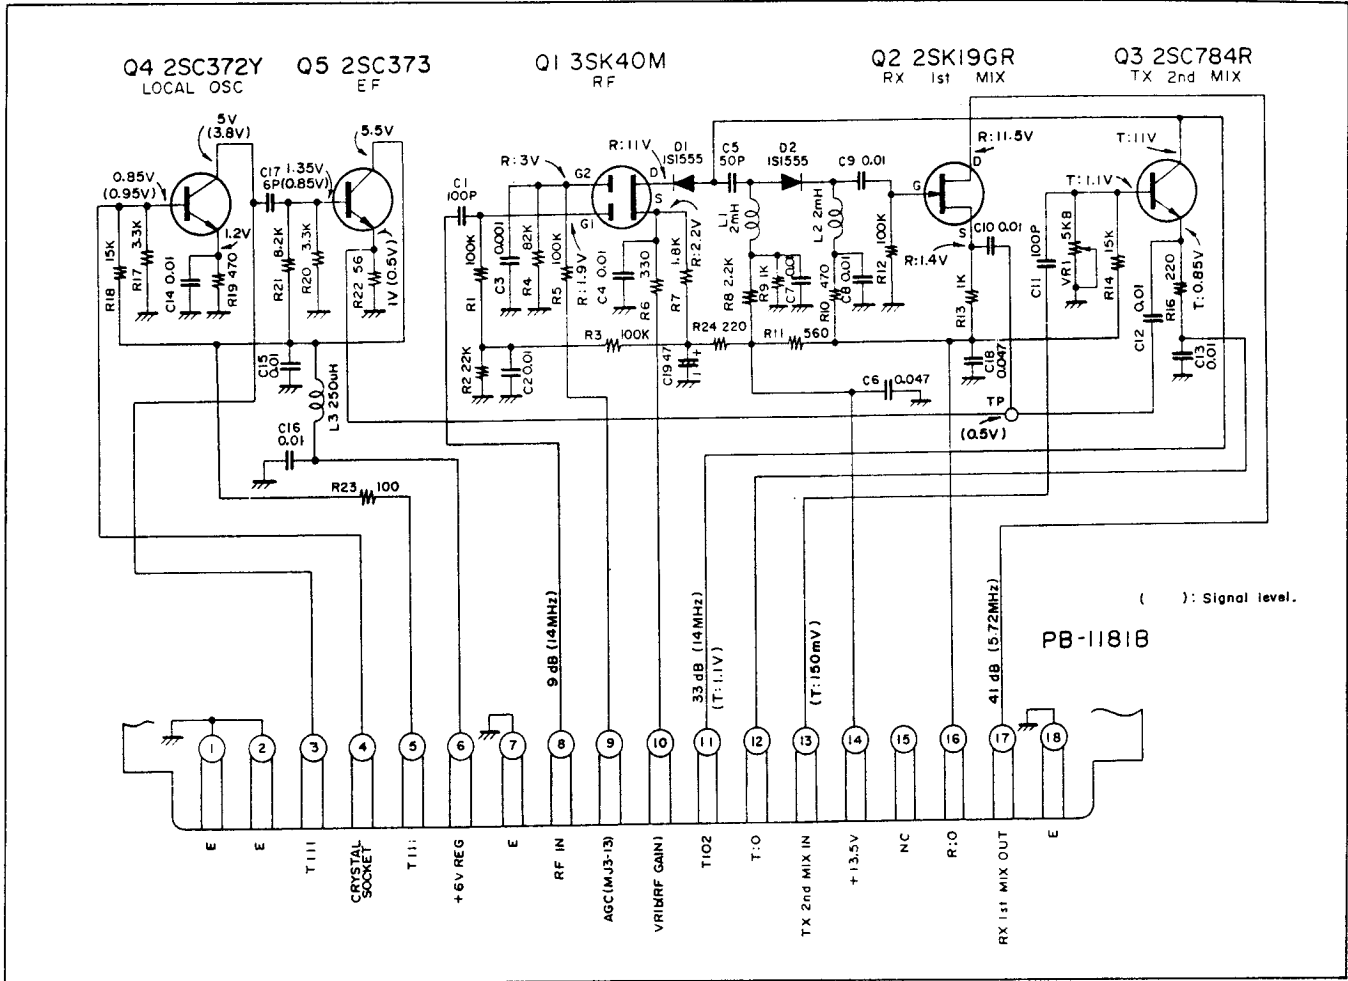 Q4 2SC372Y
LOCAL OSC
Q5 2SC373
EF
Q1 3SK40M
RF
Q2 2SK19GR
RX 1st MIX
Q3 2SC784R
TX 2nd MIX
5V
(3.8V)
5.5V
0.85V
(0.95V)
C17
6P
1.35V
(0.85V)
1.2V
R18 15K
R17 3.3K
C14 0.01
R19 470
R21 8.2K
R20 3.3K
R22 56
1V (0.5V)
C15
0.01
L3 250uH
C16
0.01
R23 100
R:3V
R:11V
G2
G1
D
S
C1
100P
R1 100K
C3 0.001
R4 82K
R5 100K
R:1.9V
C4 0.01
R6 330
R7 1.8K
R:2.2V
R2 22K
C2 0.01
R3 100K
C19 47
R24 220
R11 560
D1
1S1555
C5
50P
D2
1S1555
C9 0.01
L1
2mH
L2 2mH
R8 2.2K
R9 1K
C7 0.01
R10 470
C8 0.01
R12 100K
C6 0.047
R:11.5V
D
G
S
R:1.4V
C10 0.01
R13 1K
C18
0.047
TP
(0.5V)
C11 100P
T:11V
T:1.1V
VR1 5KB
R14 15K
C12 0.01
R16 220
T:0.85V
C13
0.01
9 dB (14MHz)
33 dB (14MHz)
(T:1.1V)
(T:150mV)
41 dB (5.72MHz)
( ): Signal level.
PB-1181B
1
2
3
4
5
6
7
8
9
10
11
12
13
14
15
16
17
18
E
E
T111
CRYSTAL
SOCKET
T11:
+6V REG
E
RF IN
AGC(MJ3-13)
VR1b(RF GAIN)
T102
T:O
TX 2nd MIX IN
+13.5V
NC
R:O
RX 1st MIX OUT
E